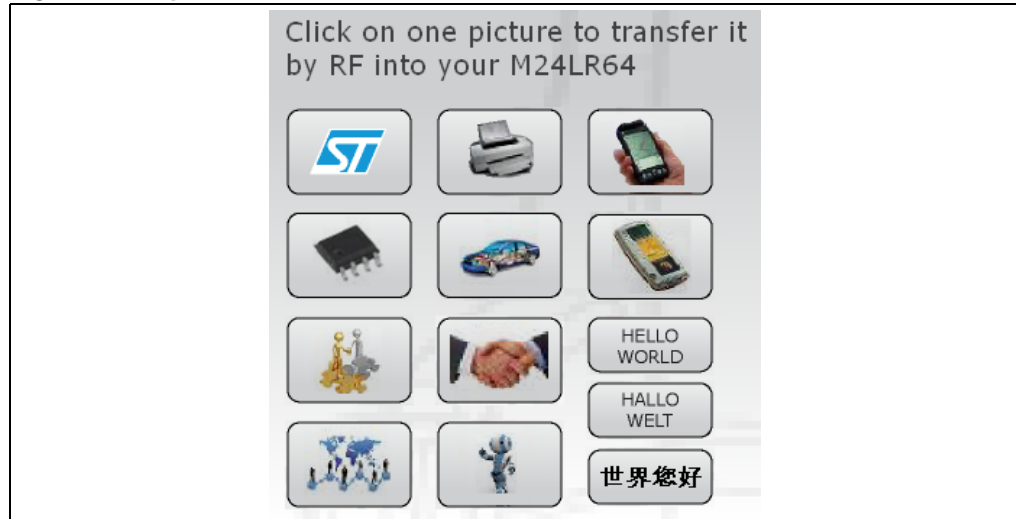 Click on one picture to transfer it
by RF into your M24LR64
ST
HELLO
WORLD
HALLO
WELT
世界您好